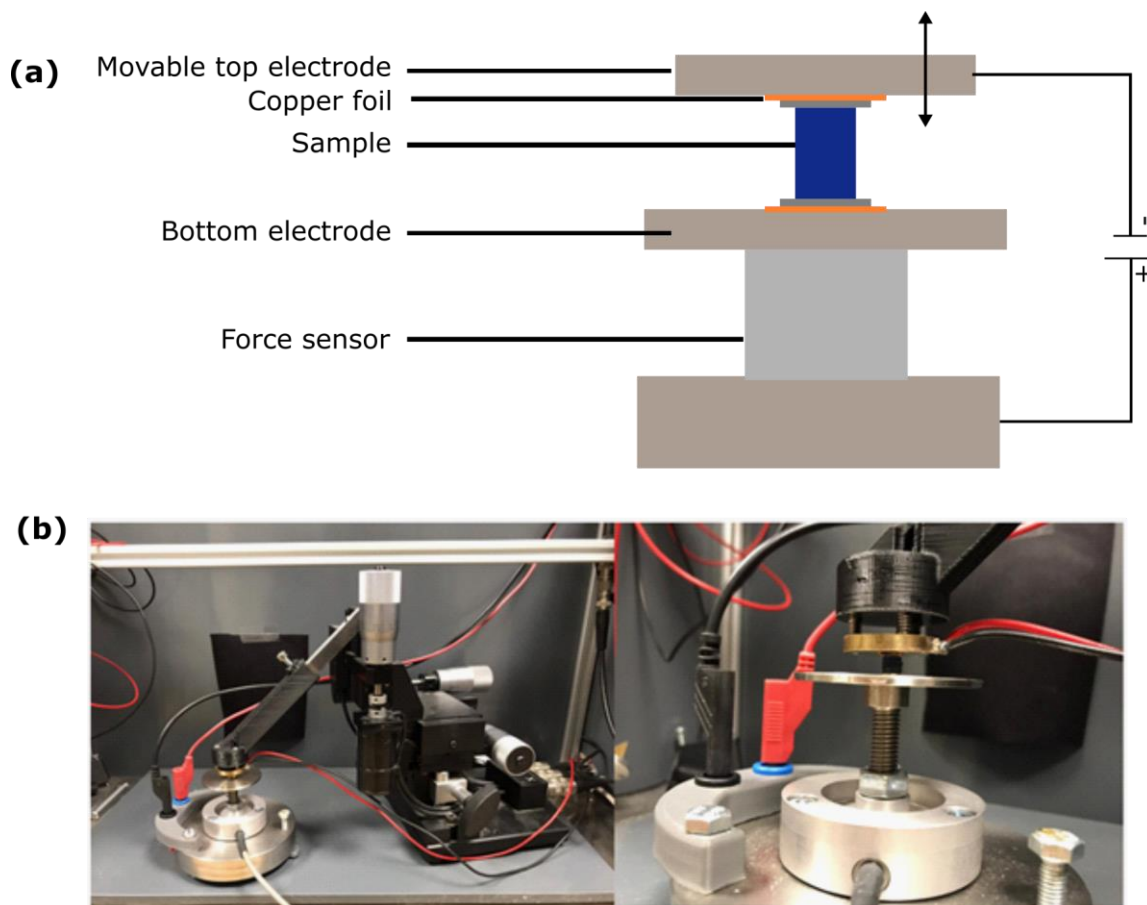 (a)
Movable top electrode
Copper foil
Sample
Bottom electrode
Force sensor
-
+
(b)